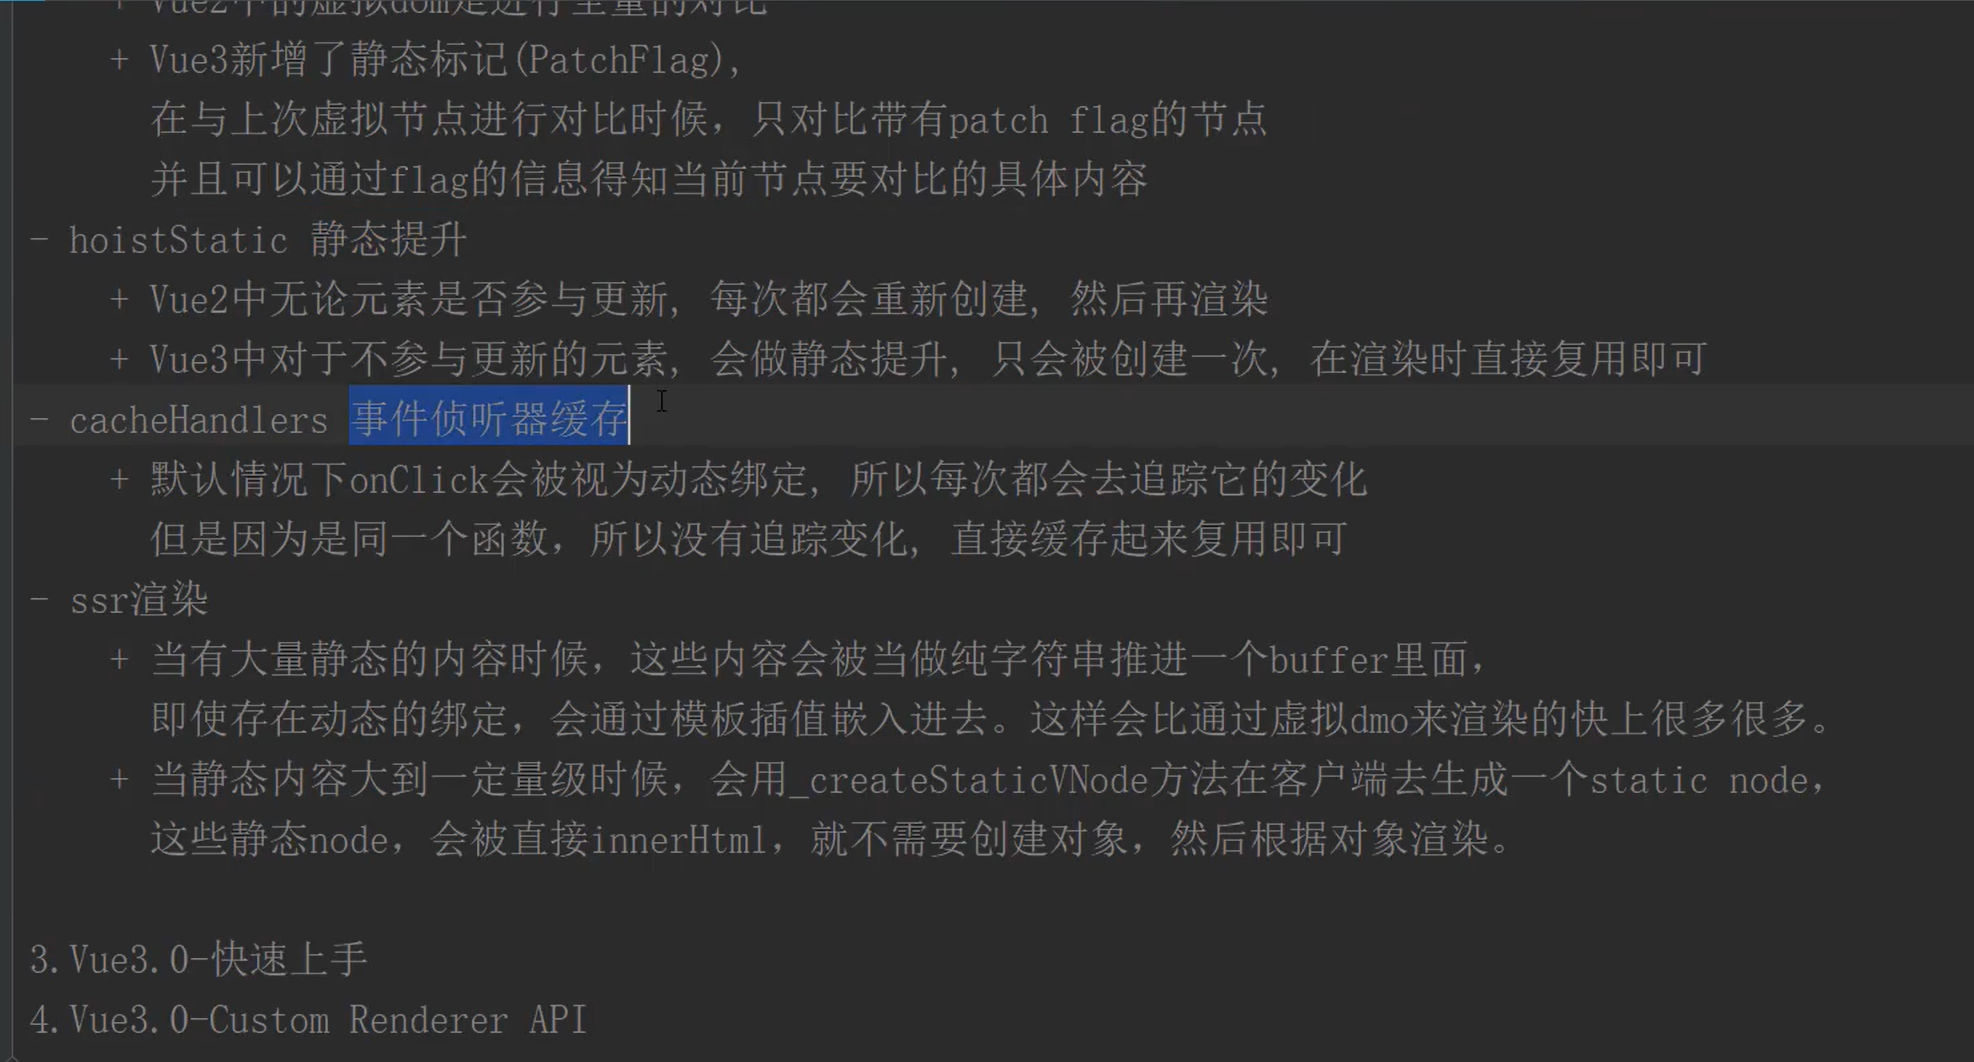 + Vue2中的虚拟dom是进行全量的对比
+ Vue3新增了静态标记(PatchFlag),
在与上次虚拟节点进行对比时候，只对比带有patch flag的节点
并且可以通过flag的信息得知当前节点要对比的具体内容
- hoistStatic 静态提升
+ Vue2中无论元素是否参与更新, 每次都会重新创建, 然后再渲染
+ Vue3中对于不参与更新的元素, 会做静态提升, 只会被创建一次, 在渲染时直接复用即可
- cacheHandlers 事件侦听器缓存
+ 默认情况下onClick会被视为动态绑定, 所以每次都会去追踪它的变化
但是因为是同一个函数，所以没有追踪变化, 直接缓存起来复用即可
- ssr渲染
+ 当有大量静态的内容时候，这些内容会被当做纯字符串推进一个buffer里面，
即使存在动态的绑定，会通过模板插值嵌入进去。这样会比通过虚拟dmo来渲染的快上很多很多。
+ 当静态内容大到一定量级时候，会用_createStaticVNode方法在客户端去生成一个static node，
这些静态node，会被直接innerHtml，就不需要创建对象，然后根据对象渲染。
3.Vue3.0-快速上手
4.Vue3.0-Custom Renderer API